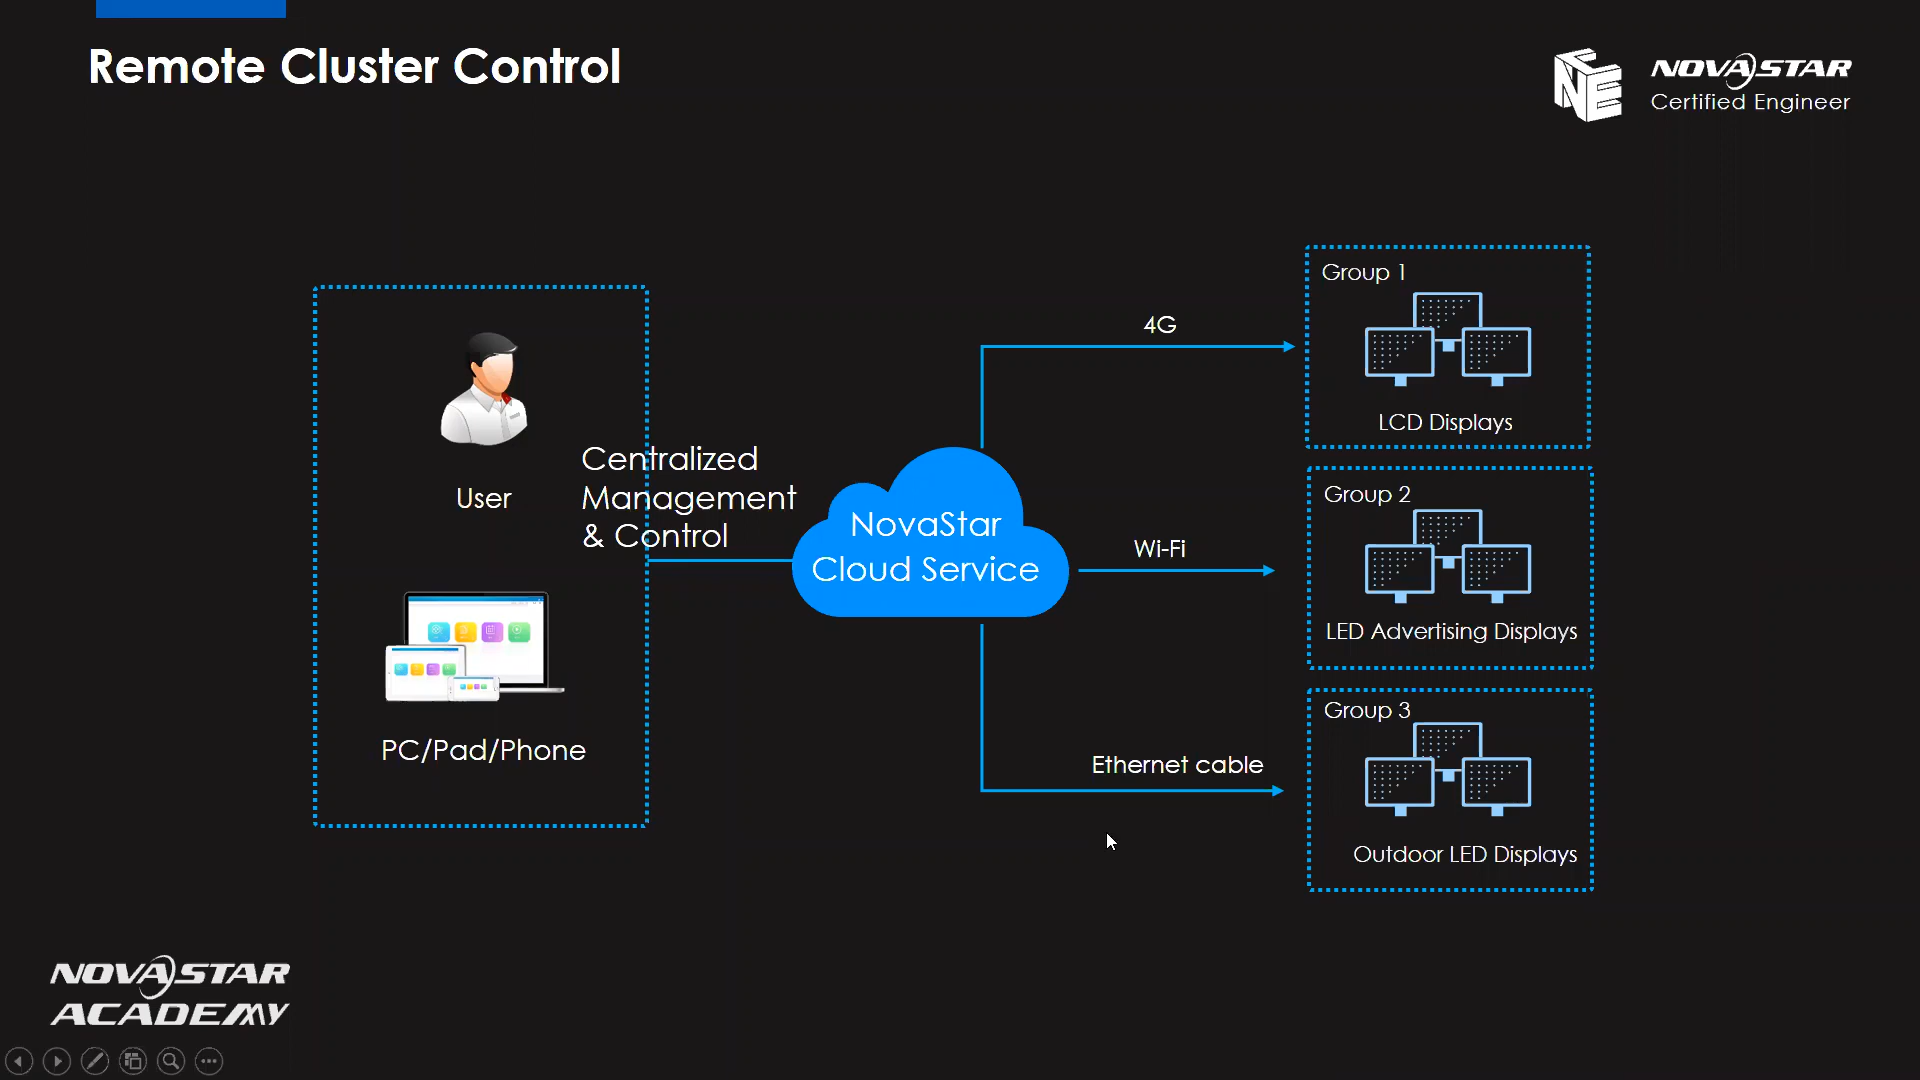 Remote Cluster Control
NOVASTAR
Certified Engineer
NE
Group 1
LCD Displays
4G
User
Centralized
Management
& Control
NovaStar
Cloud Service
Wi-Fi
Group 2
LED Advertising Displays
PC/Pad/Phone
Ethernet cable
Group 3
Outdoor LED Displays
NOVASTAR
ACADEMY